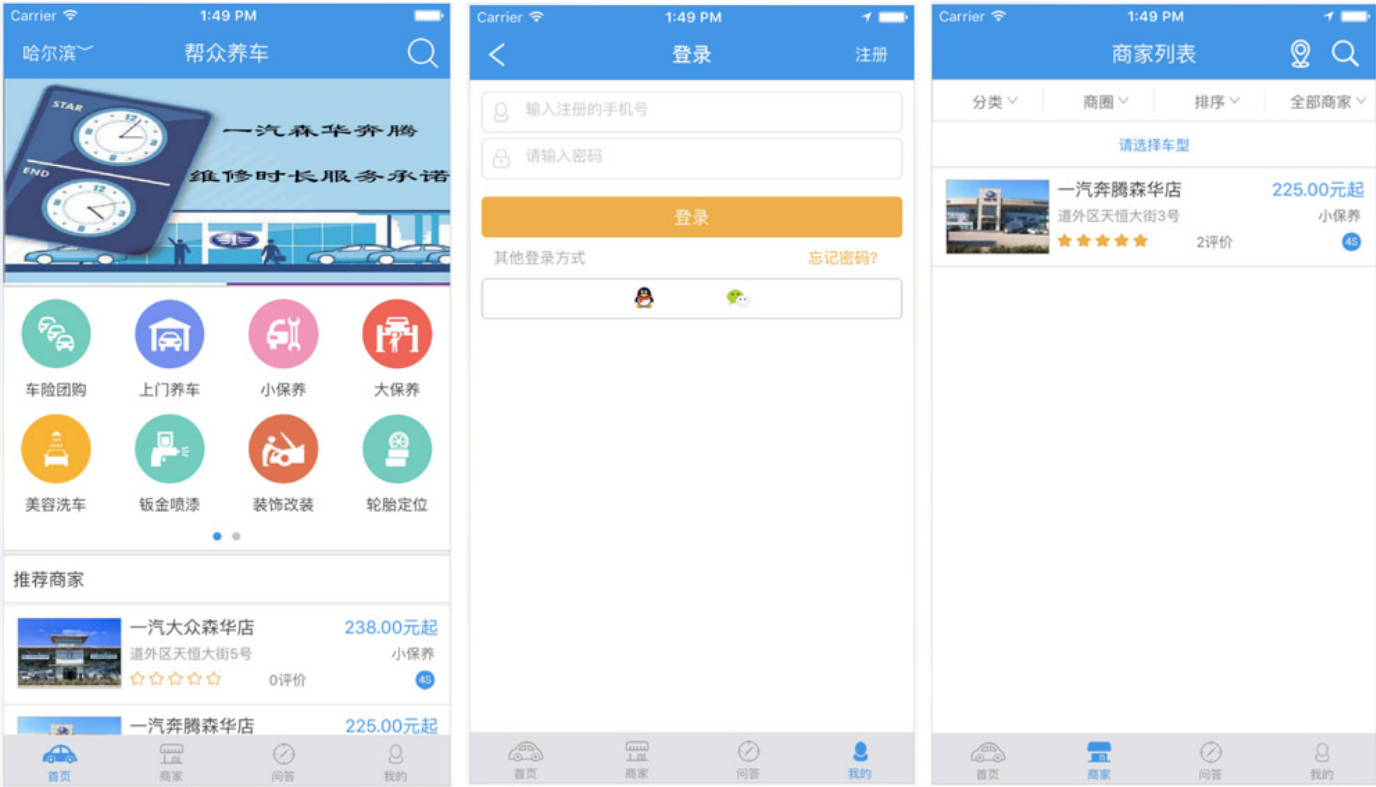 Carrier 1:49 PM
哈尔滨 帮众养车
STAR
END
一汽森华奔腾
维修时长服务承诺
车险团购 上门养车 小保养 大保养
美容洗车 钣金喷漆 装饰改装 轮胎定位
推荐商家
一汽大众森华店 238.00元起
道外区天恒大街5号 小保养
0评价 4S
一汽奔腾森华店 225.00元起
首页 商家 问答 我的
Carrier 1:49 PM
登录 注册
输入注册的手机号
请输入密码
登录
其他登录方式 忘记密码?
首页 商家 问答 我的
Carrier 1:49 PM
商家列表
分类 商圈 排序 全部商家
请选择车型
一汽奔腾森华店 225.00元起
道外区天恒大街3号 小保养
2评价 4S
首页 商家 问答 我的